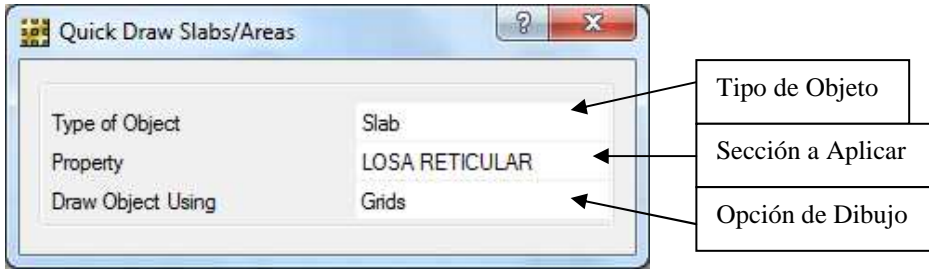 Quick Draw Slabs/Areas
Type of Object Slab
Property LOSA RETICULAR
Draw Object Using Grids
Tipo de Objeto
Sección a Aplicar
Opción de Dibujo